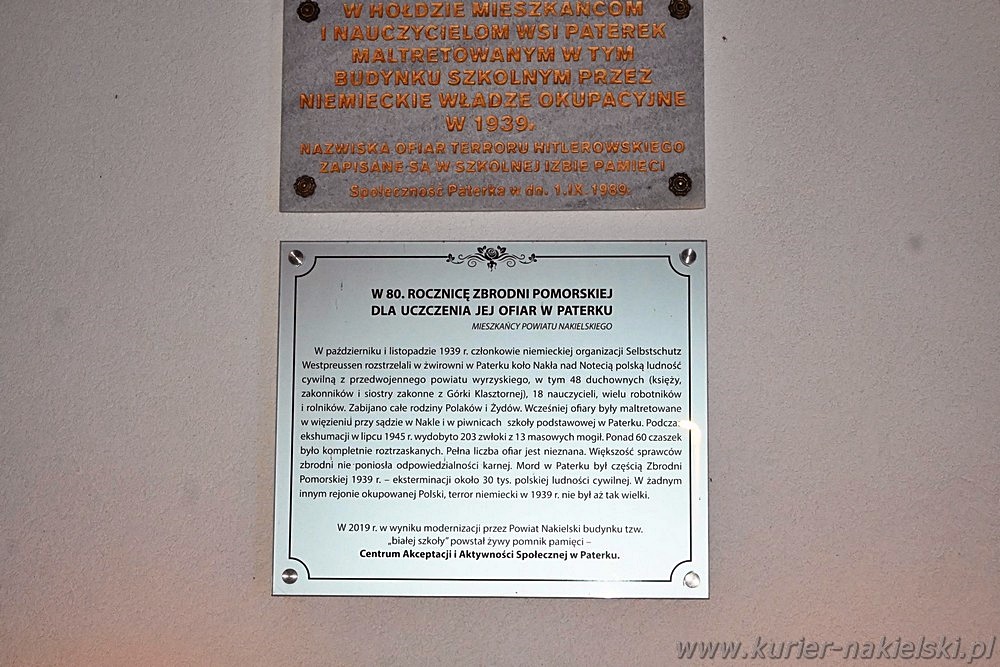 W HOŁDZIE MIESZKAŃCOM
I NAUCZYCIELOM WSI PATEREK
MALTRETOWANYM W TYM
BUDYNKU SZKOLNYM PRZEZ
NIEMIECKIE WŁADZE OKUPACYJNE
W 1939r.
NAZWISKA OFIAR TERRORU HITLEROWSKIEGO
ZAPISANE SĄ W SZKOLNEJ IZBIE PAMIĘCI
Społeczność Paterka w dn. 1.IX.1989r.
W 80. ROCZNICĘ ZBRODNI POMORSKIEJ
DLA UCZCZENIA JEJ OFIAR W PATERKU
MIESZKAŃCY POWIATU NAKIELSKIEGO
W październiku i listopadzie 1939 r. członkowie niemieckiej organizacji Selbstschutz
Westpreussen rozstrzelali w żwirowni w Paterku koło Nakła nad Notecią polską ludność
cywilną z przedwojennego powiatu wyrzyskiego, w tym 48 duchownych (księży,
zakonników i siostry zakonne z Górki Klasztornej), 18 nauczycieli, wielu robotników
i rolników. Zabijano całe rodziny Polaków i Żydów. Wcześniej ofiary były maltretowane
w więzieniu przy sądzie w Nakle i w piwnicach szkoły podstawowej w Paterku. Podczas
ekshumacji w lipcu 1945 r. wydobyto 203 zwłoki z 13 masowych mogił. Ponad 60 czaszek
było kompletnie roztrzaskanych. Pełna liczba ofiar jest nieznana. Większość sprawców
zbrodni nie poniosła odpowiedzialności karnej. Mord w Paterku był częścią Zbrodni
Pomorskiej 1939 r. – eksterminacji około 30 tys. polskiej ludności cywilnej. W żadnym
innym rejonie okupowanej Polski, terror niemiecki w 1939 r. nie był aż tak wielki.
W 2019 r. w wyniku modernizacji przez Powiat Nakielski budynku tzw.
„białej szkoły” powstał żywy pomnik pamięci –
Centrum Akceptacji i Aktywności Społecznej w Paterku.
www.kurier-nakielski.pl